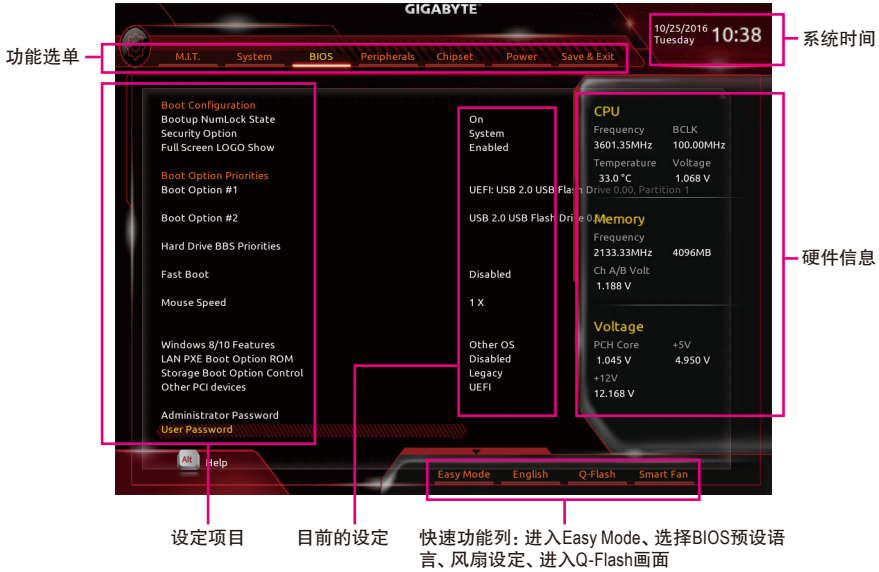 GIGABYTE
10/25/2016
Tuesday
10:38
系统时间
功能选单
M.I.T. System BIOS Peripherals Chipset Power Save & Exit
Boot Configuration
Bootup NumLock State On
Security Option System
Full Screen LOGO Show Enabled
Boot Option Priorities
Boot Option #1 UEFI: USB 2.0 USB Flash Drive 0.00, Partition 1
Boot Option #2 USB 2.0 USB Flash Drive 0.
Hard Drive BBS Priorities
Fast Boot Disabled
Mouse Speed 1 X
Windows 8/10 Features Other OS
LAN PXE Boot Option ROM Disabled
Storage Boot Option Control Legacy
Other PCI devices UEFI
Administrator Password
User Password
CPU
Frequency BCLK
3601.35MHz 100.00MHz
Temperature Voltage
33.0 °C 1.068 V
Memory
Frequency
2133.33MHz 4096MB
Ch A/B Volt
1.188 V
Voltage
PCH Core +5V
1.045 V 4.950 V
+12V
12.168 V
硬件信息
Alt Help
Easy Mode English Q-Flash Smart Fan
设定项目
目前的设定
快速功能列: 进入Easy Mode、选择BIOS预设语
言、风扇设定、进入Q-Flash画面